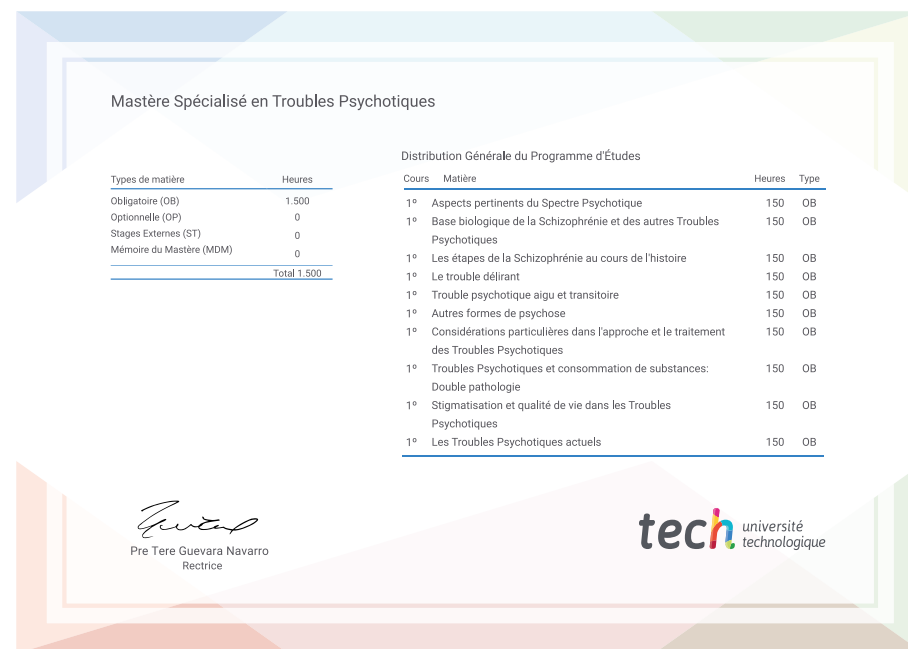 Mastère Spécialisé en Troubles Psychotiques
Types de matière Heures
Obligatoire (OB) 1.500
Optionnelle (OP) 0
Stages Externes (ST) 0
Mémoire du Mastère (MDM) 0
Total 1.500
Distribution Générale du Programme d'Études
Cours Matière Heures Type
1º Aspects pertinents du Spectre Psychotique 150 OB
1º Base biologique de la Schizophrénie et des autres Troubles 150 OB
Psychotiques
1º Les étapes de la Schizophrénie au cours de l'histoire 150 OB
1º Le trouble délirant 150 OB
1º Trouble psychotique aigu et transitoire 150 OB
1º Autres formes de psychose 150 OB
1º Considérations particulières dans l'approche et le traitement 150 OB
des Troubles Psychotiques
1º Troubles Psychotiques et consommation de substances: 150 OB
Double pathologie
1º Stigmatisation et qualité de vie dans les Troubles 150 OB
Psychotiques
1º Les Troubles Psychotiques actuels 150 OB
Pre Tere Guevara Navarro
Rectrice
tech université
technologique